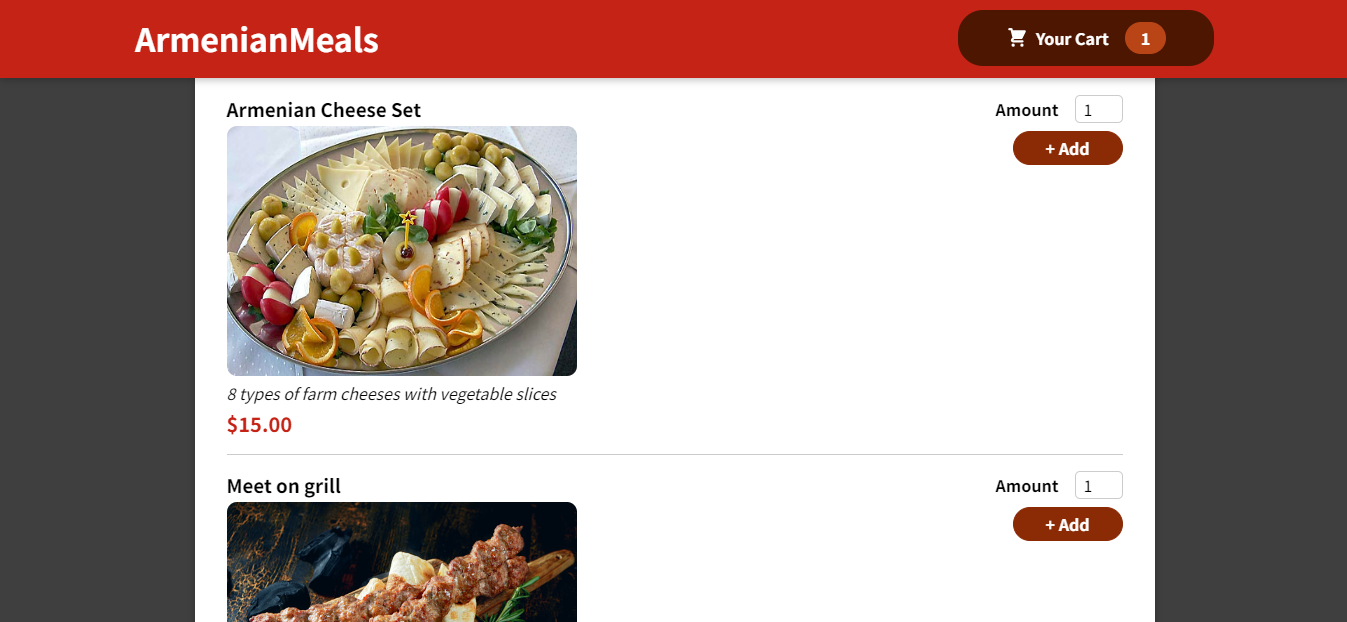 ArmenianMeals
Your Cart 1
Armenian Cheese Set
Amount 1
+ Add
8 types of farm cheeses with vegetable slices
$15.00
Meet on grill
Amount 1
+ Add